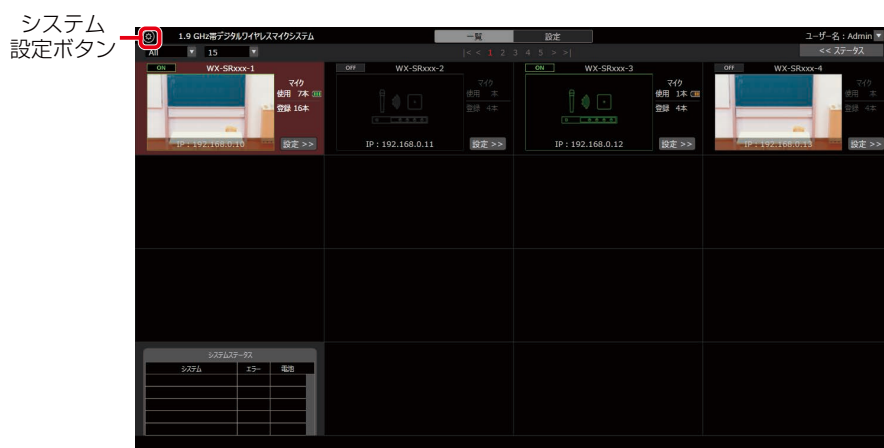 システム
設定ボタン
1.9 GHz帯デジタルワイヤレスマイクシステム
一覧
設定
ユーザー名 : Admin
All
15
|< < 1 2 3 4 5 > >|
<< ステータス
ON
WX-SRxxx-1
マイク
使用 7本
登録 16本
IP : 192.168.0.10
設定 >>
OFF
WX-SRxxx-2
マイク
使用 本
登録 4本
IP : 192.168.0.11
設定 >>
ON
WX-SRxxx-3
マイク
使用 1本
登録 4本
IP : 192.168.0.12
設定 >>
OFF
WX-SRxxx-4
マイク
使用 本
登録 4本
IP : 192.168.0.13
設定 >>
システムステータス
システム
エラー
電池